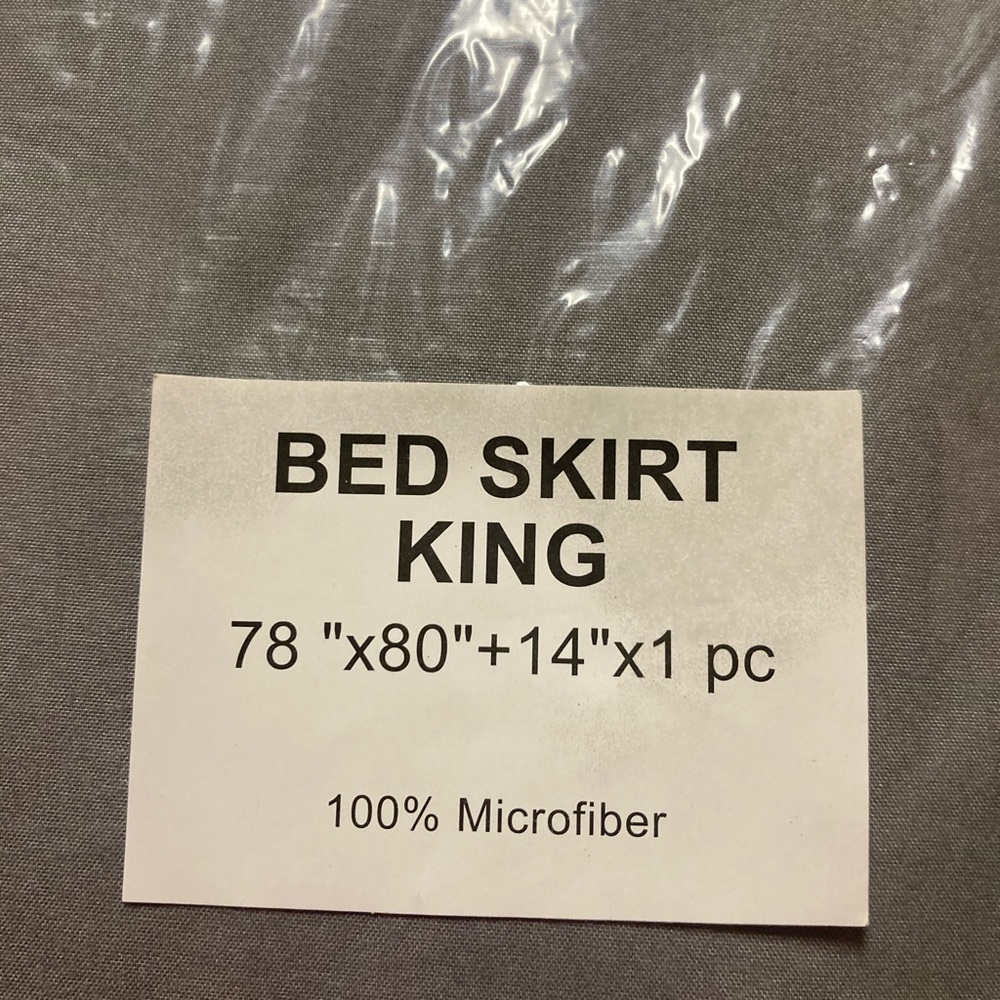 BED SKIRT
KING
78 "x80"+14"x1 pc
100% Microfiber